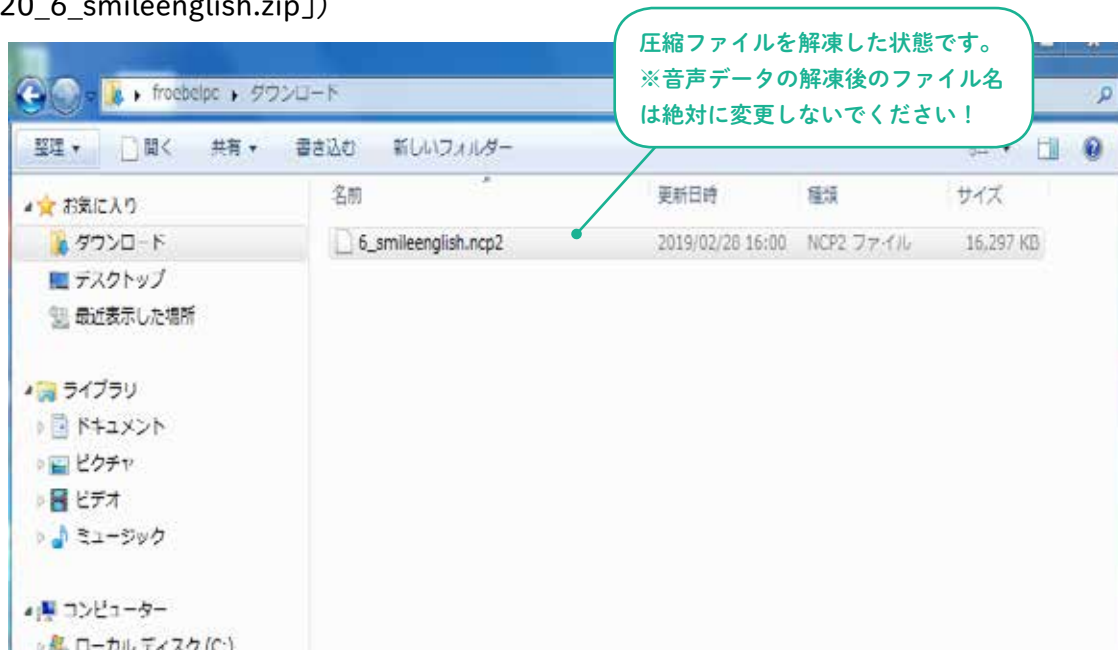 20_6_smileenglish.zip」）
圧縮ファイルを解凍した状態です。
※音声データの解凍後のファイル名
は絶対に変更しないでください！
froebelpc ▸ ダウンロード
整理 ▾ 開く 共有 ▾ 書き込む 新しいフォルダー
名前 更新日時 種類 サイズ
お気に入り
ダウンロード
6_smileenglish.ncp2 2019/02/28 16:00 NCP2 ファイル 16,297 KB
デスクトップ
最近表示した場所
ライブラリ
ドキュメント
ピクチャ
ビデオ
ミュージック
コンピューター
ローカル ディスク (C:)